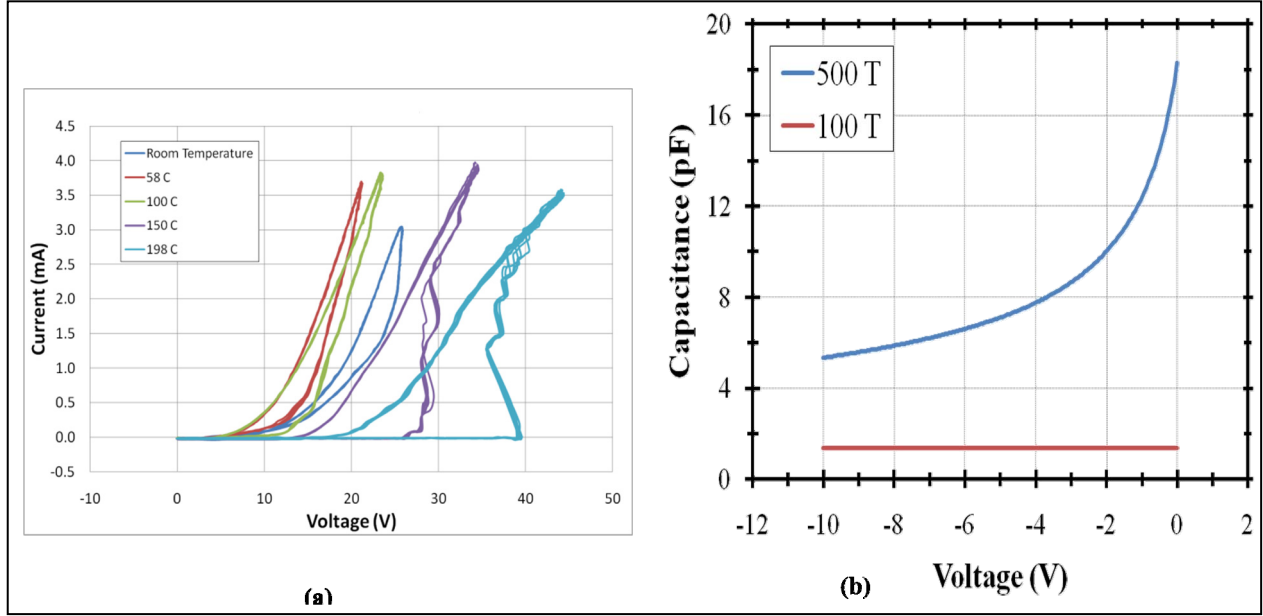 4.5
4.0
3.5
3.0
2.5
2.0
1.5
1.0
0.5
0.0
-0.5
Current (mA)
Room Temperature
58 C
100 C
150 C
198 C
-10 0 10 20 30 40 50
Voltage (V)
(a)
20
16
12
8
4
0
Capacitance (pF)
500 T
100 T
-12 -10 -8 -6 -4 -2 0 2
Voltage (V)
(b)